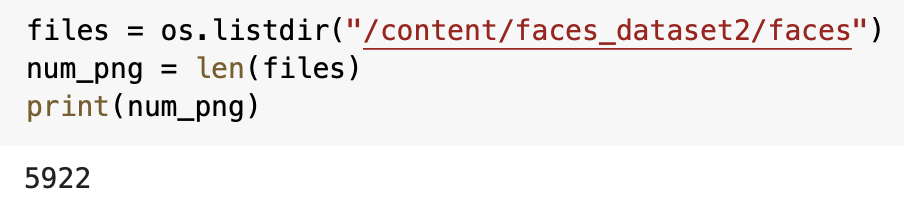 files = os.listdir("/content/faces_dataset2/faces")
num_png = len(files)
print(num_png)
5922